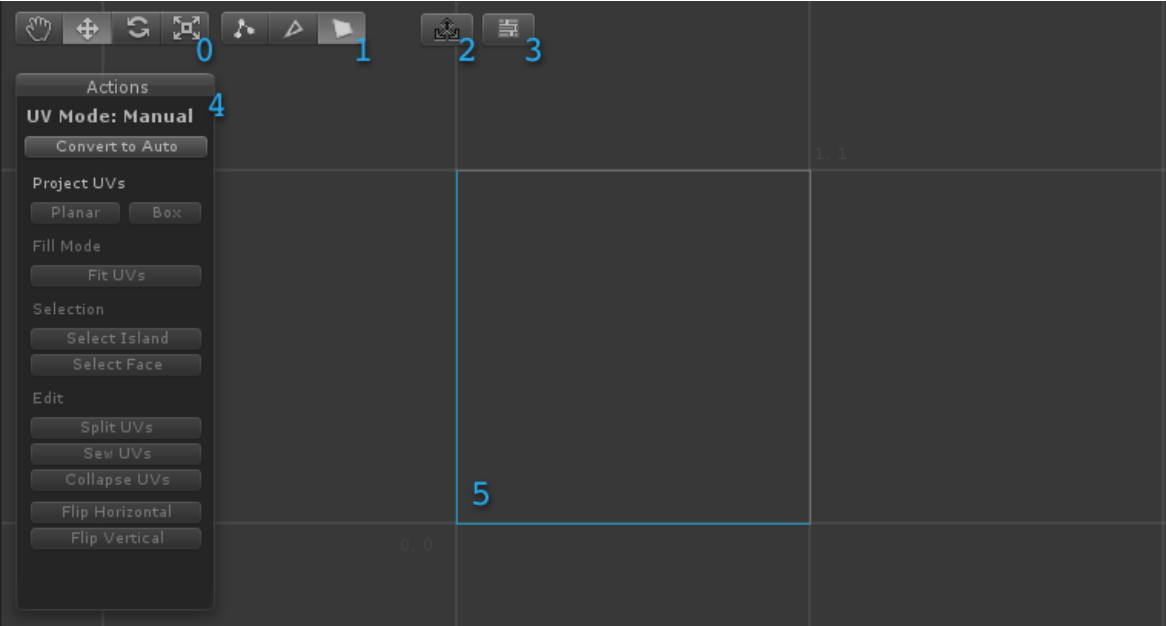 0 1 2 3
Actions 4
UV Mode: Manual
Convert to Auto
1, 1
Project UVs
Planar Box
Fill Mode
Fit UVs
Selection
Select Island
Select Face
Edit
Split UVs
Sew UVs
Collapse UVs
5
Flip Horizontal
Flip Vertical
0, 0